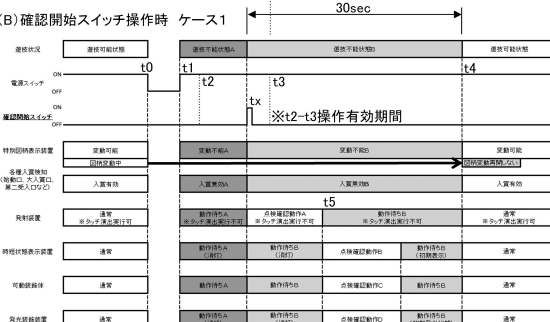 (B)確認開始スイッチ操作時 ケース1
30sec
遊技状況
遊技可能状態
遊技不能状態A
遊技不能状態B
遊技可能状態
t0
t1
t2
t3
t4
電源スイッチ
ON
OFF
tx
確認開始スイッチ
ON
OFF
※t2-t3操作有効期間
特別図柄表示装置
変動可能
変動不能A
変動不能B
変動可能
図柄変動中
図柄変動再開しない
各種入賞検知
(始動口、大入賞口、
第二受入口など)
入賞有効
入賞無効A
入賞無効B
入賞有効
t5
発射装置
通常
※タッチ演出実行可
動作待ちA
※タッチ演出実行不可
点検確認動作A
※タッチ演出実行不可
動作待ちB
※タッチ演出実行可
通常
※タッチ演出実行可
時短状態表示装置
通常
動作待ちA
(消灯)
動作待ちB
(消灯)
点検確認動作B
動作待ちB
(初期表示)
通常
可動装飾体
通常
動作待ちA
動作待ちB
点検確認動作C
動作待ちB
通常
発光装飾装置
通常
動作待ちA
動作待ちB
点検確認動作D
動作待ちB
通常